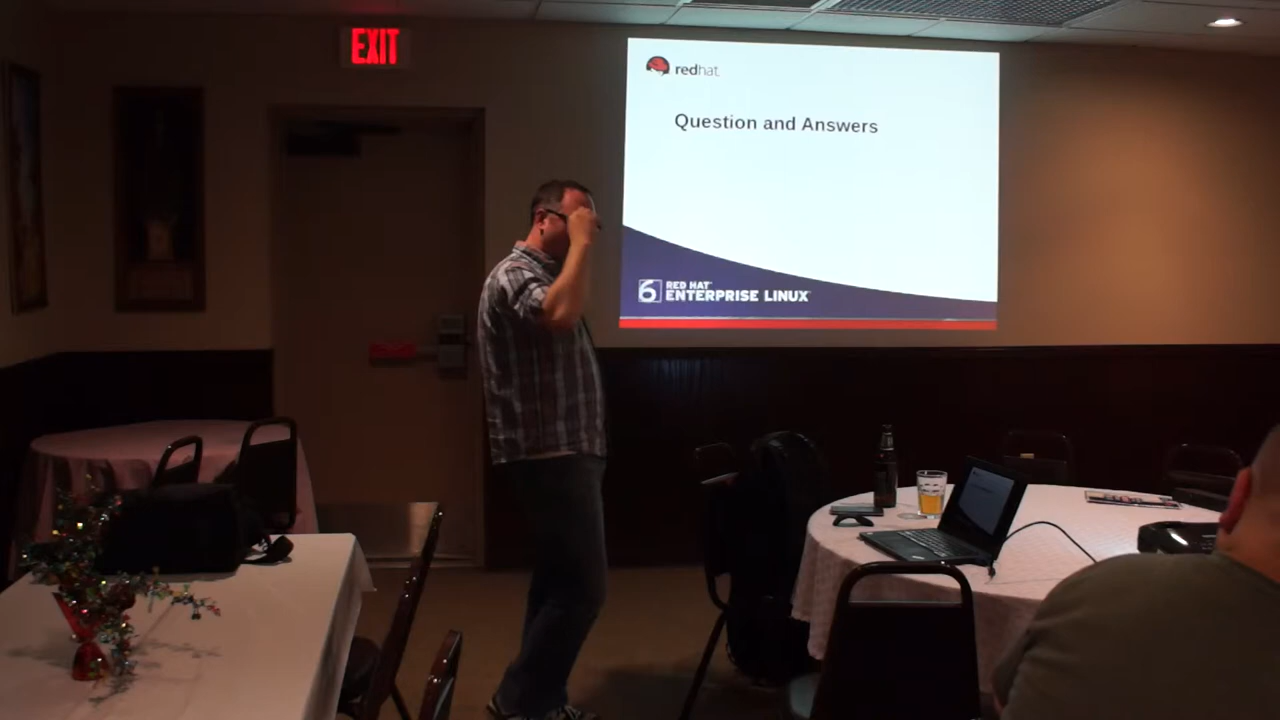 EXIT
redhat.
Question and Answers
6 RED HAT
ENTERPRISE LINUX